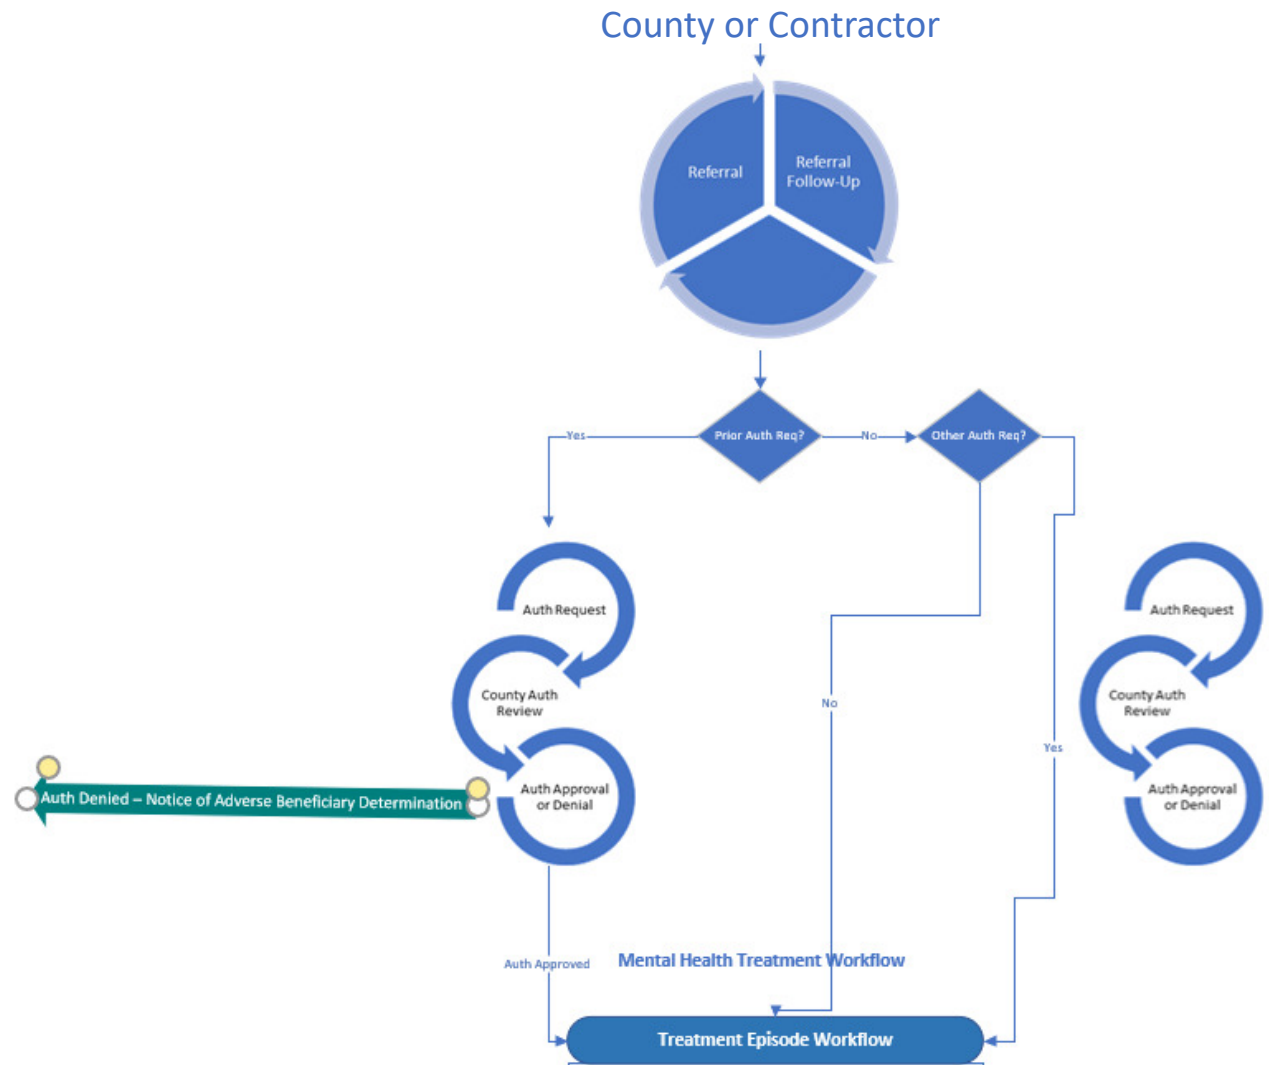 County or Contractor
Referral
Referral
Follow-Up
Prior Auth Req?
Other Auth Req?
Yes
No
Auth Request
County Auth
Review
Auth Approval
or Denial
Auth Denied – Notice of Adverse Beneficiary Determination
No
Yes
Auth Request
County Auth
Review
Auth Approval
or Denial
Auth Approved
Mental Health Treatment Workflow
Treatment Episode Workflow